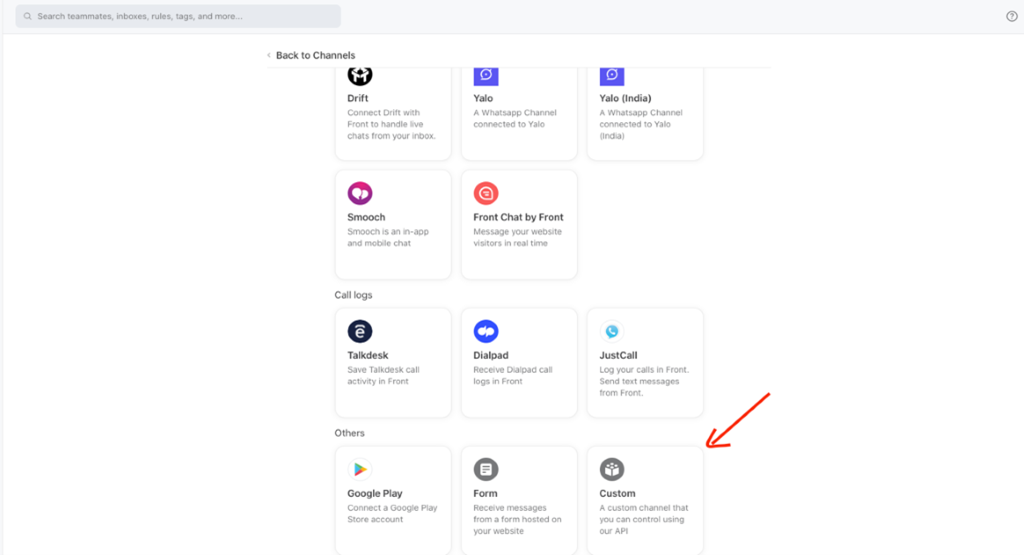 Search teammates, inboxes, rules, tags, and more...
Back to Channels
Drift
Connect Drift with
Front to handle live
chats from your inbox.
Yalo
A Whatsapp Channel
connected to Yalo
Yalo (India)
A Whatsapp Channel
connected to Yalo
(India)
Smooch
Smooch is an in-app
and mobile chat
Front Chat by Front
Message your website
visitors in real time
Call logs
Talkdesk
Save Talkdesk call
activity in Front
Dialpad
Receive Dialpad call
logs in Front
JustCall
Log your calls in Front.
Send text messages
from Front.
Others
Google Play
Connect a Google Play
Store account
Form
Receive messages
from a form hosted on
your website
Custom
A custom channel that
you can control using
our API